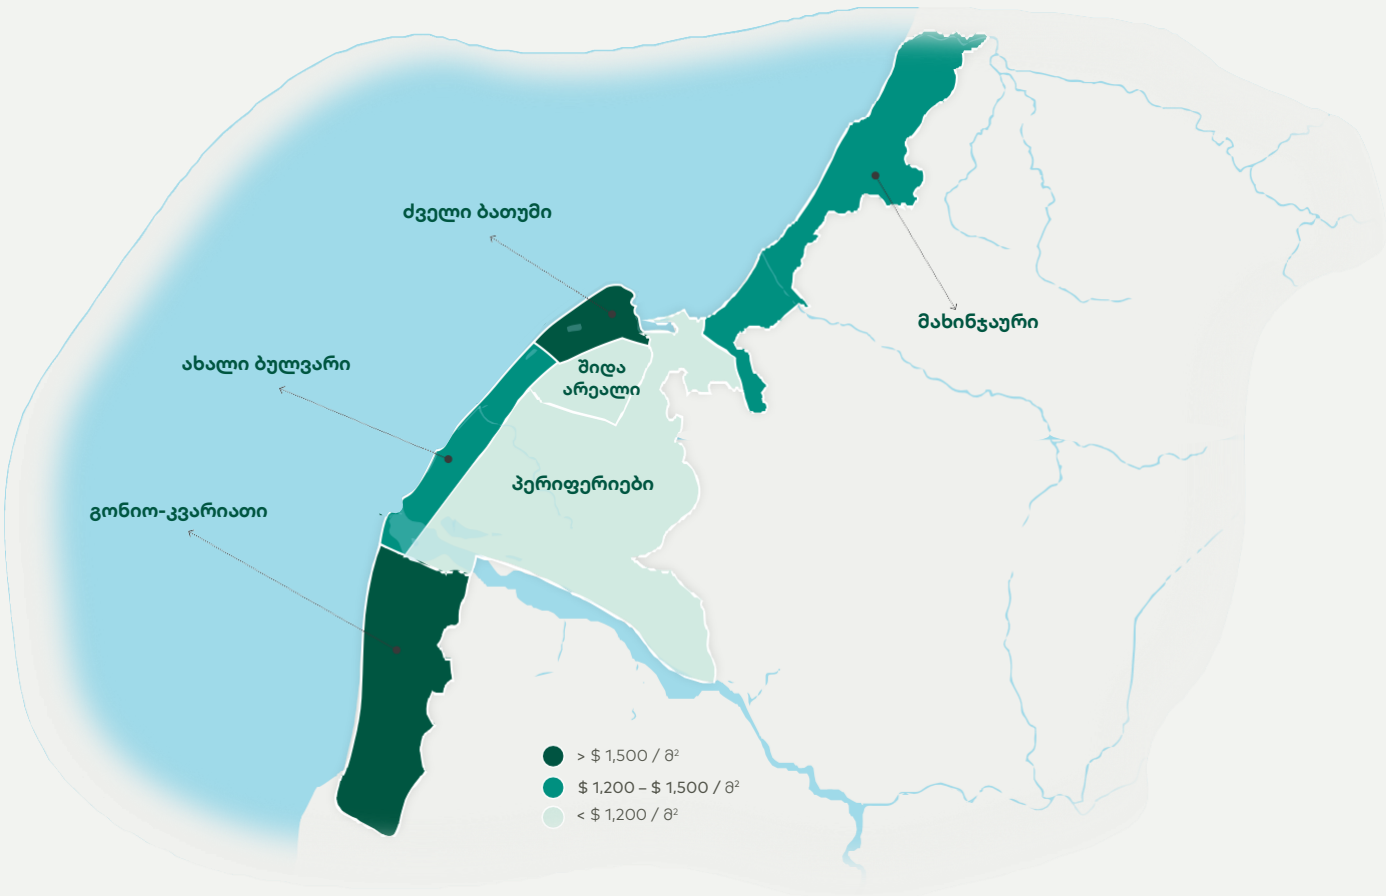 ძველი ბათუმი
მახინჯაური
ახალი ბულვარი
შიდა
არეალი
პერიფერიები
გონიო-კვარიათი
> $ 1,500 / მ²
$ 1,200 – $ 1,500 / მ²
< $ 1,200 / მ²